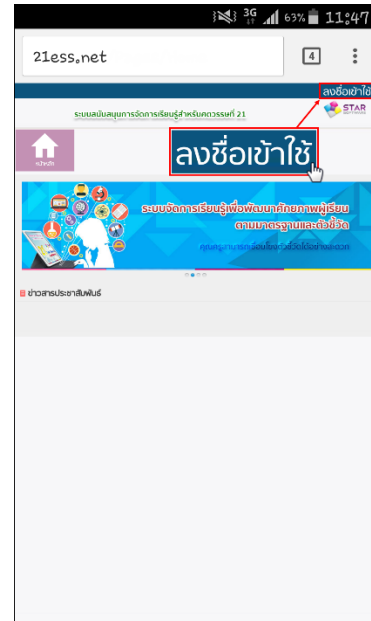 3G 63% 11:47
21ess.net 4
ลงชื่อเข้าใช้
ระบบสนับสนุนการจัดการเรียนรู้สำหรับศตวรรษที่ 21
STAR
หน้าหลัก
ลงชื่อเข้าใช้
ระบบจัดการเรียนรู้เพื่อพัฒนาศักยภาพผู้เรียน
ตามมาตรฐานและตัวชี้วัด
ข่าวสารประชาสัมพันธ์